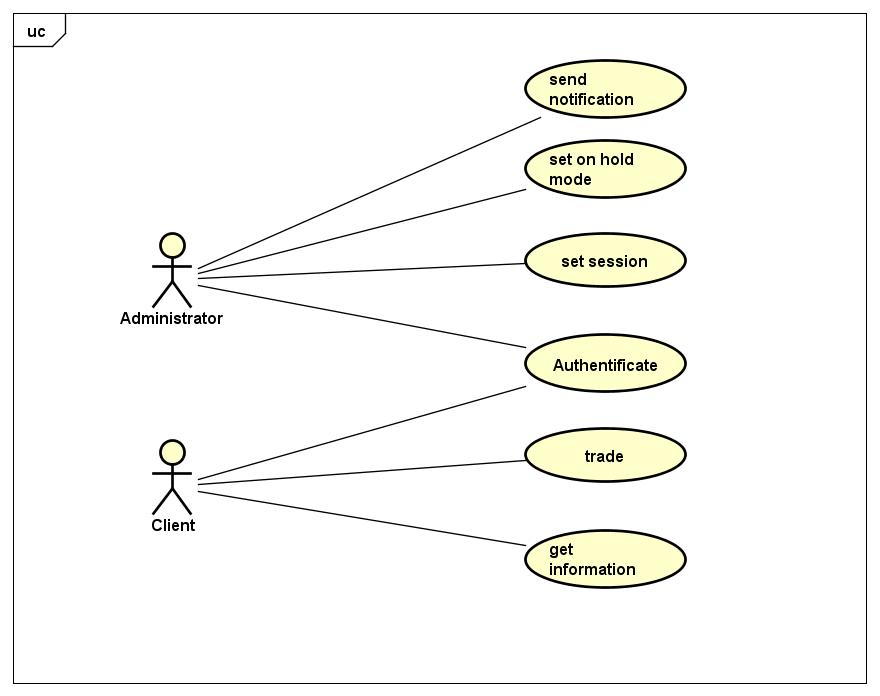 uc
send
notification
set on hold
mode
set session
Administrator
Authentificate
trade
Client
get
information